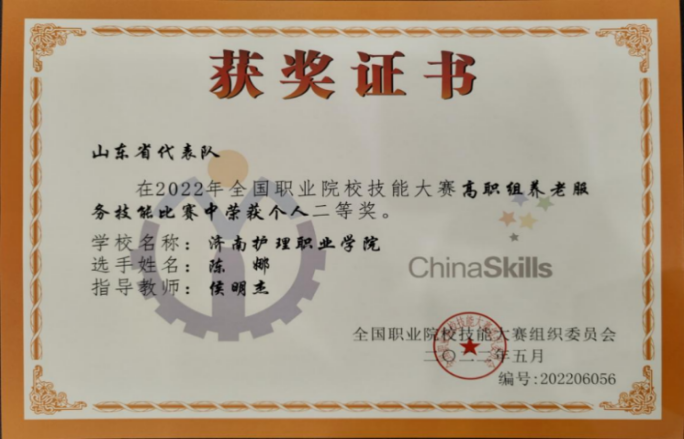 获奖证书
山东省代表队
在2022年全国职业院校技能大赛高职组养老服
务技能比赛中荣获个人二等奖。
学校名称：济南护理职业学院
选手姓名：陈 娜
指导教师：侯明杰
ChinaSkills
全国职业院校技能大赛组织委员会
二〇二二年五月
编号:202206056